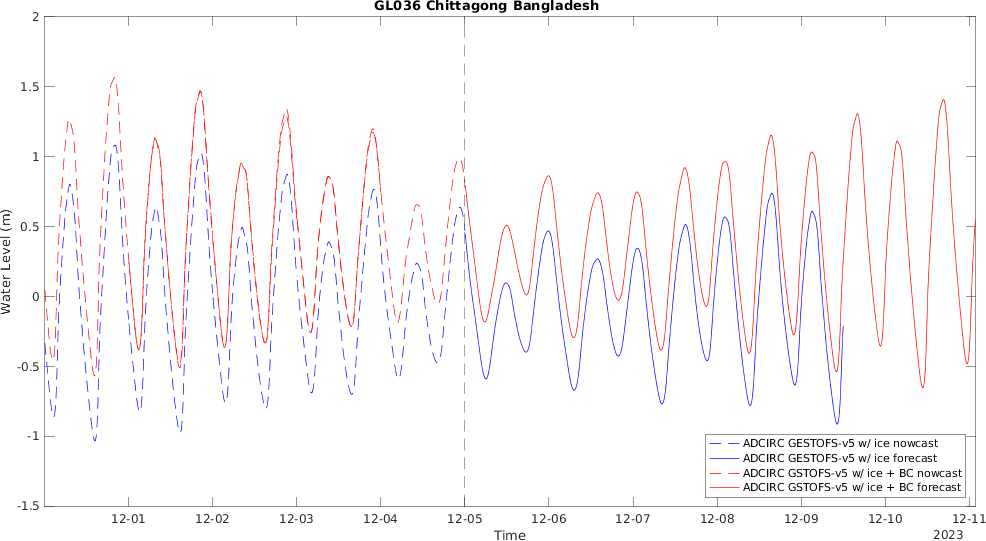 GL036 Chittagong Bangladesh
2
1.5
1
0.5
0
-0.5
-1
-1.5
Water Level (m)
12-01 12-02 12-03 12-04 12-05 12-06 12-07 12-08 12-09 12-10 12-11
Time
2023
ADCIRC GESTOFS-v5 w/ ice nowcast
ADCIRC GESTOFS-v5 w/ ice forecast
ADCIRC GSTOFS-v5 w/ ice + BC nowcast
ADCIRC GSTOFS-v5 w/ ice + BC forecast